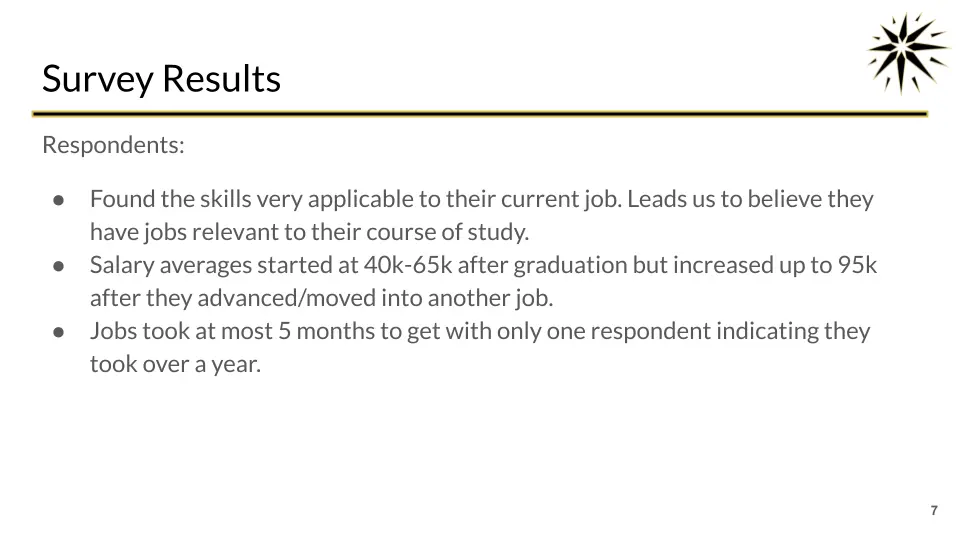 Survey Results
Respondents:
● Found the skills very applicable to their current job. Leads us to believe they
have jobs relevant to their course of study.
● Salary averages started at 40k-65k after graduation but increased up to 95k
after they advanced/moved into another job.
● Jobs took at most 5 months to get with only one respondent indicating they
took over a year.
7